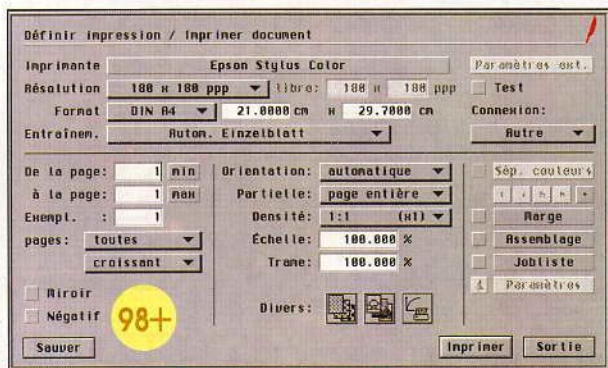 Définir impression / Imprimer document
Imprimante Epson Stylus Color Paramètres ext.
Résolution 180 x 180 ppp libre: 180 x 180 ppp Test
Format DIN A4 21.0000 cm x 29.7000 cm Connexion:
Entraînem. Autom. Einzelblatt Autre
De la page: 1 min Orientation: automatique Sép. couleurs
à la page: 1 max Partielle: page entière
Exempl. : 1 Densité: 1:1 (x1) Marge
pages: toutes Échelle: 100.000 % Assemblage
croissant Trame: 100.000 % Jobliste
Miroir Paramètres
Négatif 98+ Divers:
Sauver Imprimer Sortie